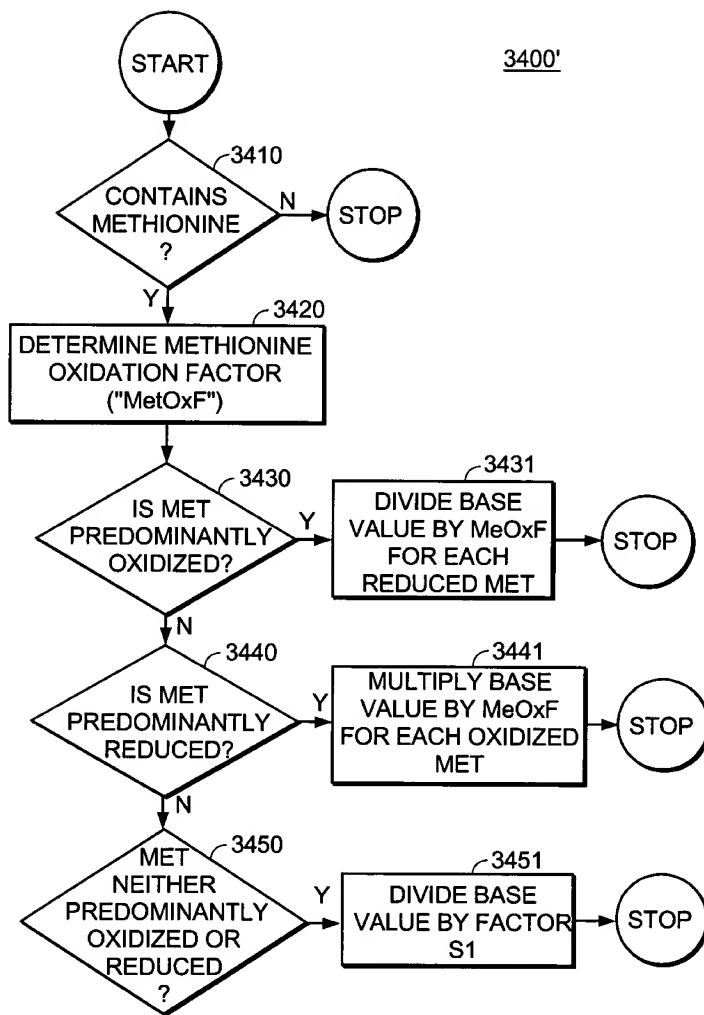 START
3400'
3410
CONTAINS
METHIONINE
?
N
STOP
Y
3420
DETERMINE METHIONINE
OXIDATION FACTOR
("MetOxF")
3430
IS MET
PREDOMINANTLY
OXIDIZED?
Y
3431
DIVIDE BASE
VALUE BY MeOxF
FOR EACH
REDUCED MET
STOP
N
3440
IS MET
PREDOMINANTLY
REDUCED?
Y
3441
MULTIPLY BASE
VALUE BY MeOxF
FOR EACH OXIDIZED
MET
STOP
N
3450
MET
NEITHER
PREDOMINANTLY
OXIDIZED OR
REDUCED
?
Y
3451
DIVIDE BASE
VALUE BY FACTOR
S1
STOP